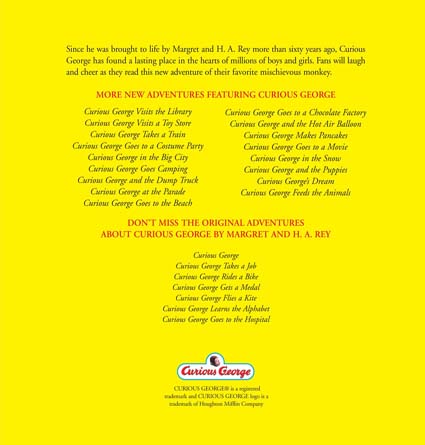 Since he was brought to life by Margret and H. A. Rey more than sixty years ago, Curious
George has found a lasting place in the hearts of millions of boys and girls. Fans will laugh
and cheer as they read this new adventure of their favorite mischievous monkey.
MORE NEW ADVENTURES FEATURING CURIOUS GEORGE
Curious George Visits the Library
Curious George Visits a Toy Store
Curious George Takes a Train
Curious George Goes to a Costume Party
Curious George in the Big City
Curious George Goes Camping
Curious George and the Dump Truck
Curious George at the Parade
Curious George Goes to the Beach
Curious George Goes to a Chocolate Factory
Curious George and the Hot Air Balloon
Curious George Makes Pancakes
Curious George Goes to a Movie
Curious George in the Snow
Curious George and the Puppies
Curious George's Dream
Curious George Feeds the Animals
DON'T MISS THE ORIGINAL ADVENTURES
ABOUT CURIOUS GEORGE BY MARGRET AND H. A. REY
Curious George
Curious George Takes a Job
Curious George Rides a Bike
Curious George Gets a Medal
Curious George Flies a Kite
Curious George Learns the Alphabet
Curious George Goes to the Hospital
Curious George
CURIOUS GEORGE® is a registered
trademark and CURIOUS GEORGE logo is a
trademark of Houghton Mifflin Company